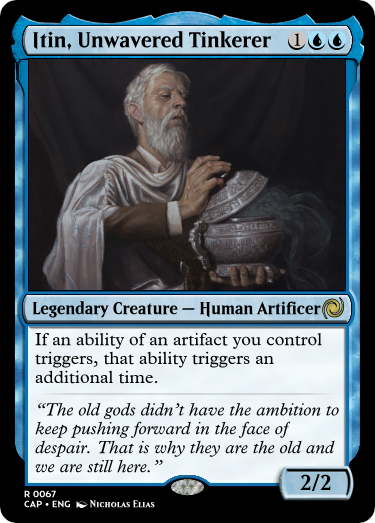 Itin, Unwavered Tinkerer 1
Legendary Creature — Human Artificer
If an ability of an artifact you control
triggers, that ability triggers an
additional time.
“The old gods didn’t have the ambition to
keep pushing forward in the face of
despair. That is why they are the old and
we are still here.”
2/2
R 0067
CAP • ENG Nicholas Elias